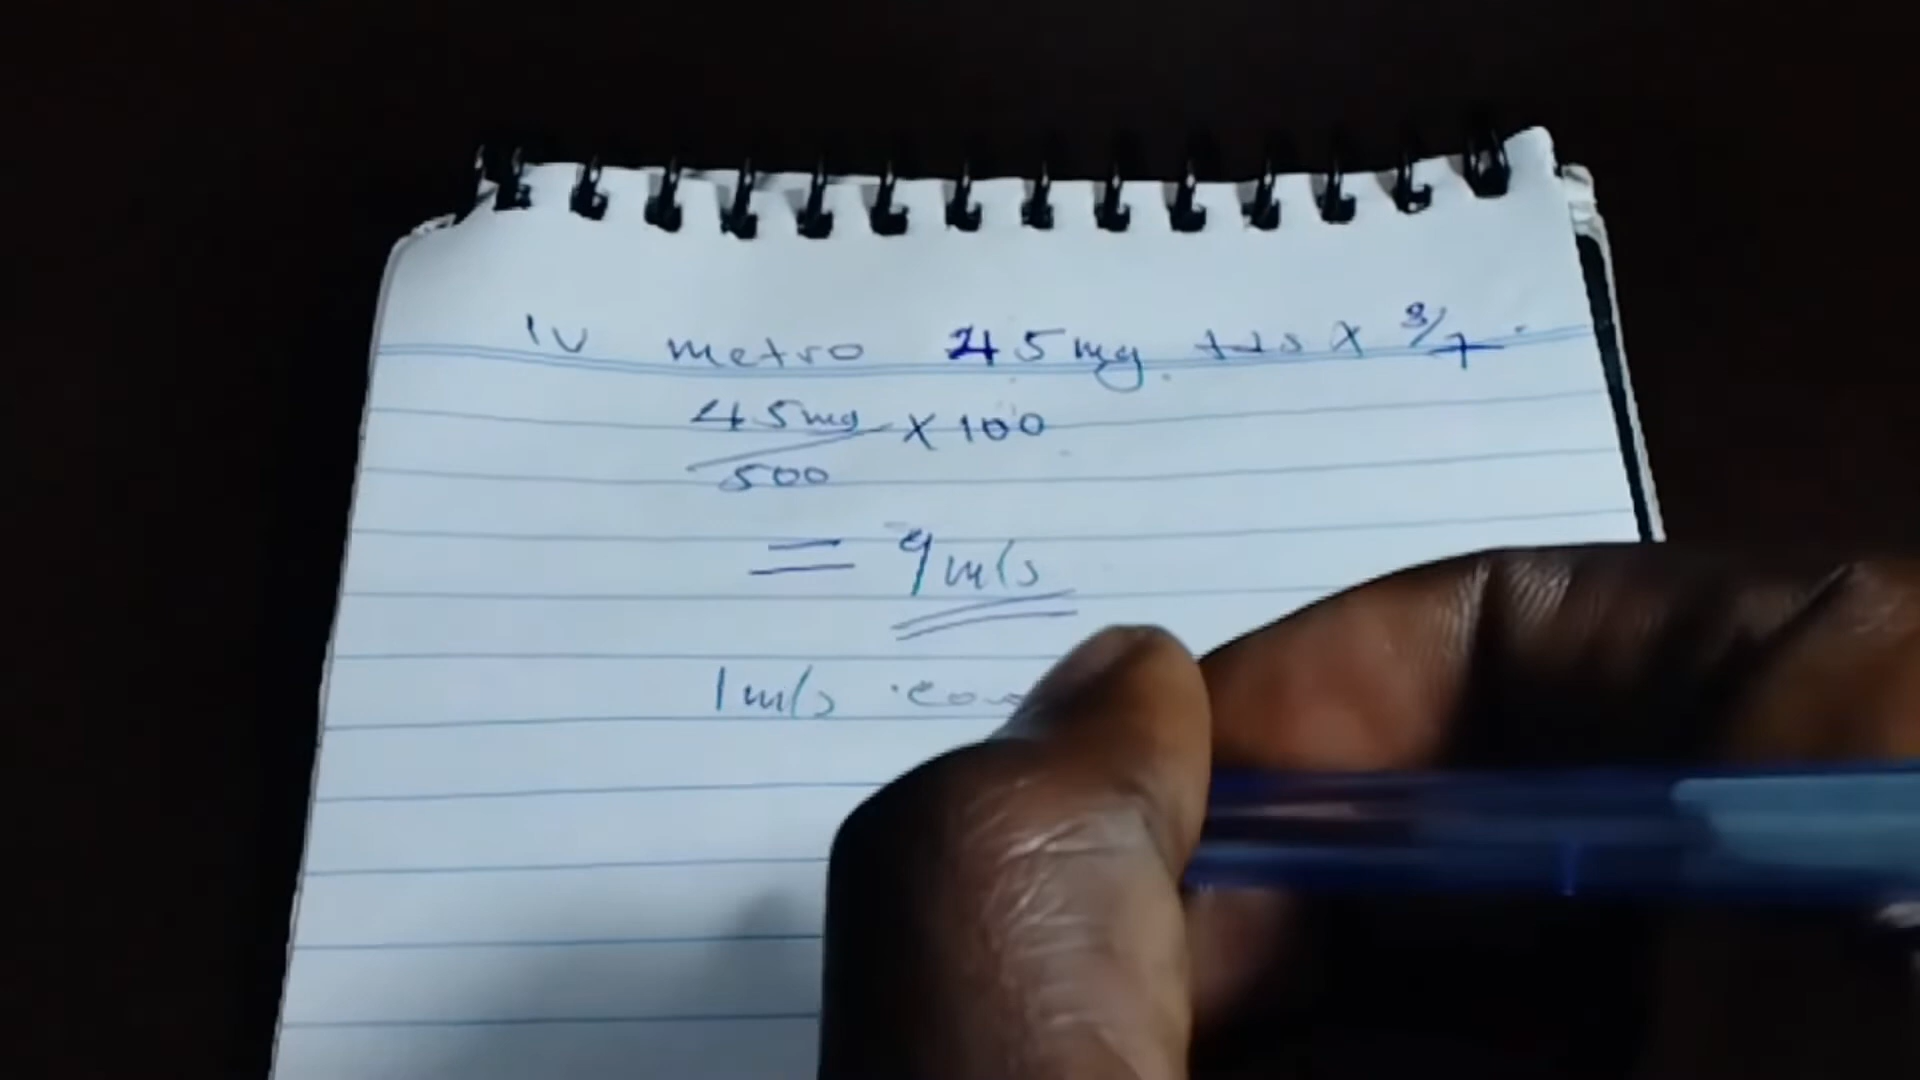 IV metro 45mg tds X 3/7
45mg
500
X 100
= 9mls
1mls